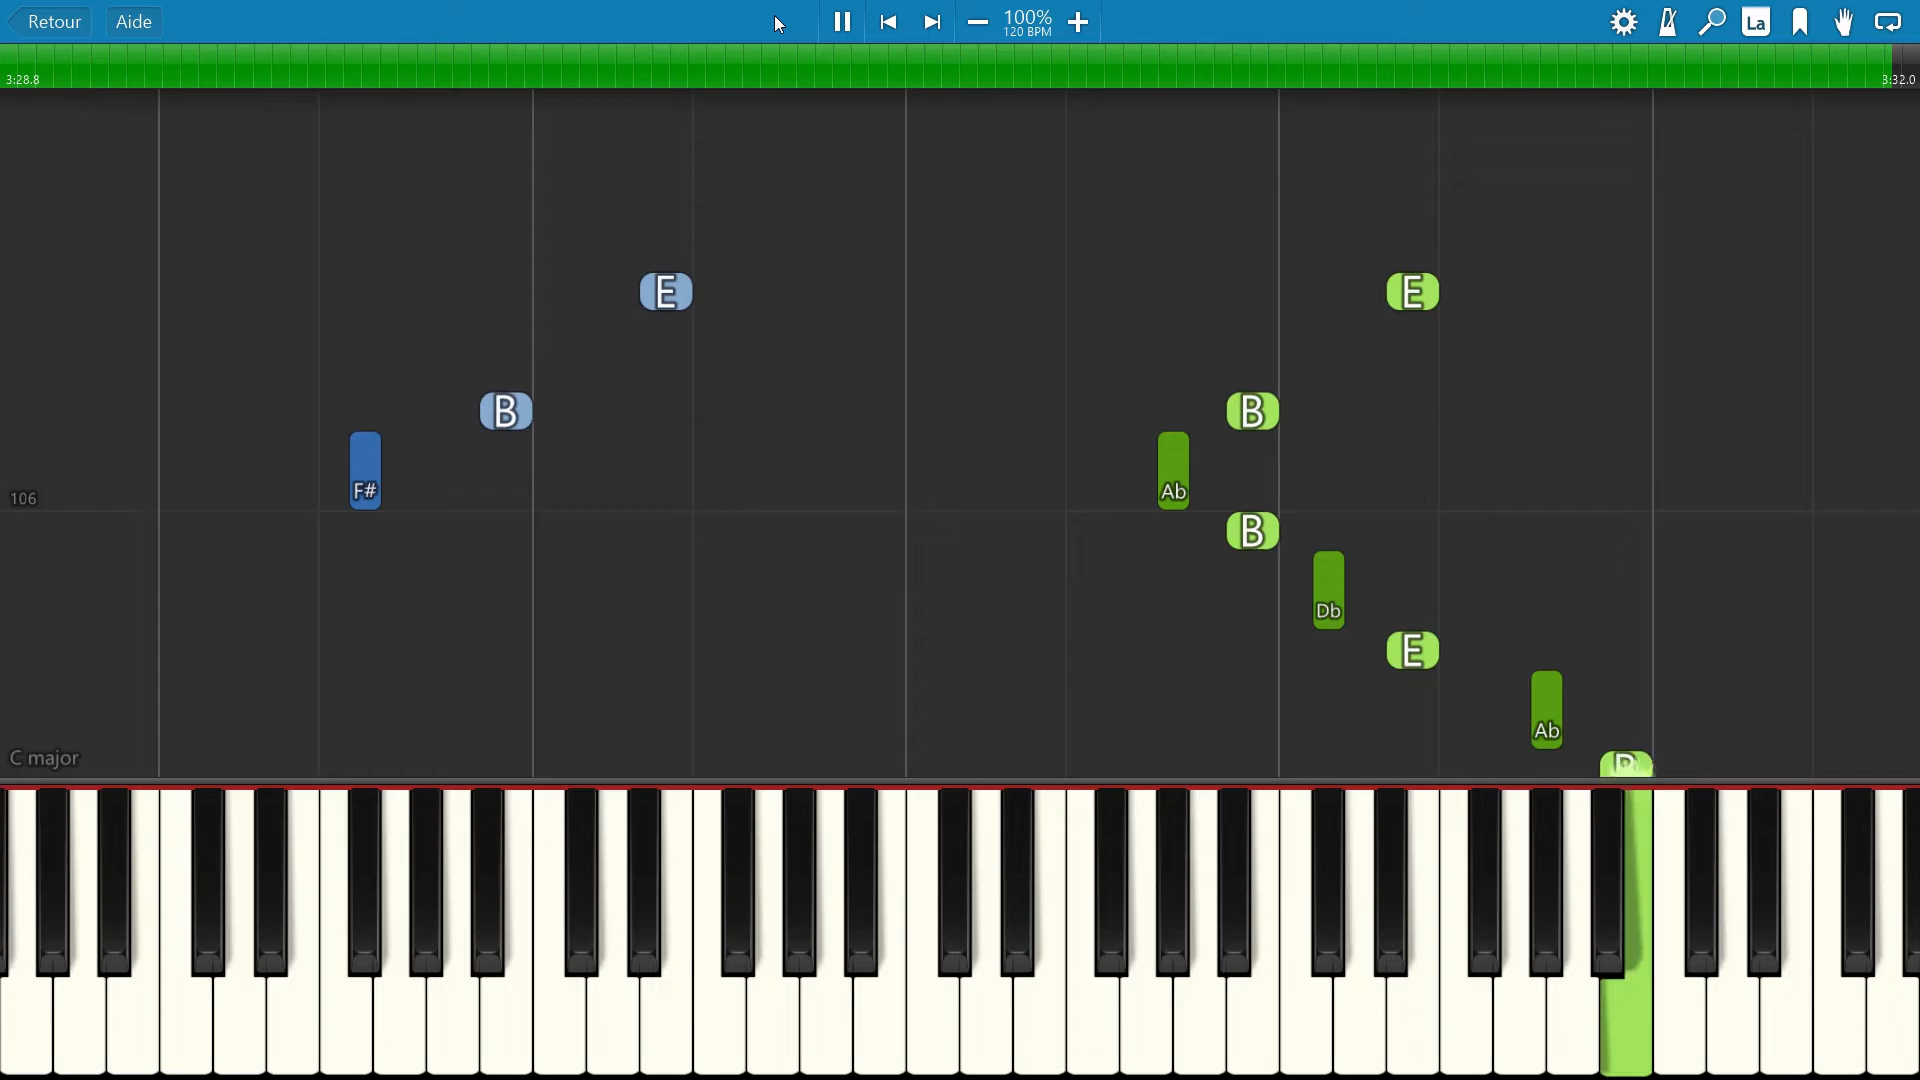 Retour
Aide
100%
120 BPM
La
3:28.8
3:32.0
E
E
B
B
F#
Ab
106
B
Db
E
Ab
C major